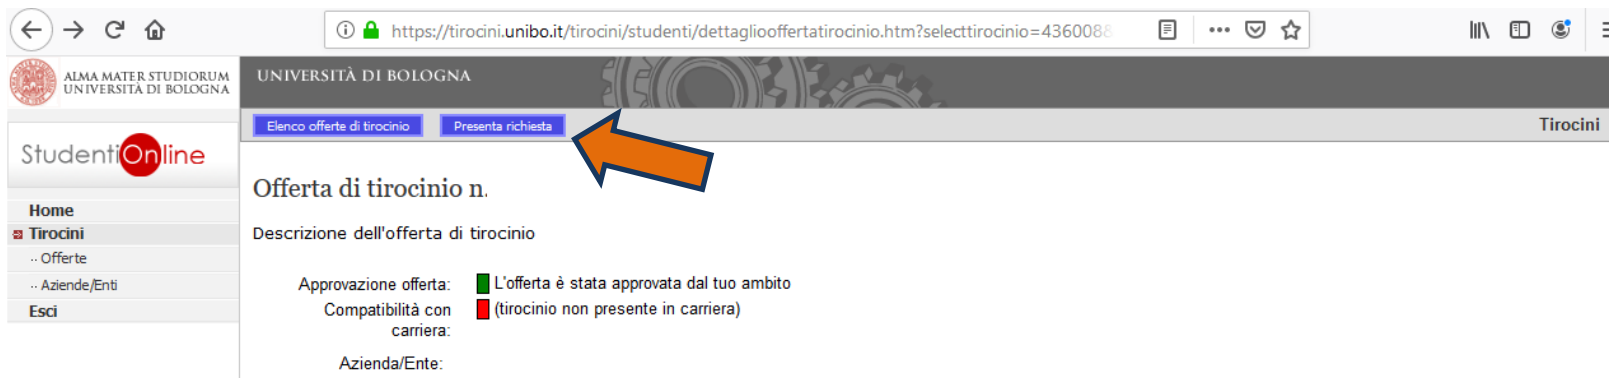 https://tirocini.unibo.it/tirocini/studenti/dettagliooffertatirocinio.htm?selecttirocinio=436008
ALMA MATER STUDIORUM
UNIVERSITÀ DI BOLOGNA
UNIVERSITÀ DI BOLOGNA
Elenco offerte di tirocinio
Presenta richiesta
Tirocini
StudentiOnline
Home
Tirocini
·· Offerte
·· Aziende/Enti
Esci
Offerta di tirocinio n.
Descrizione dell'offerta di tirocinio
Approvazione offerta: L'offerta è stata approvata dal tuo ambito
Compatibilità con (tirocinio non presente in carriera)
carriera:
Azienda/Ente: